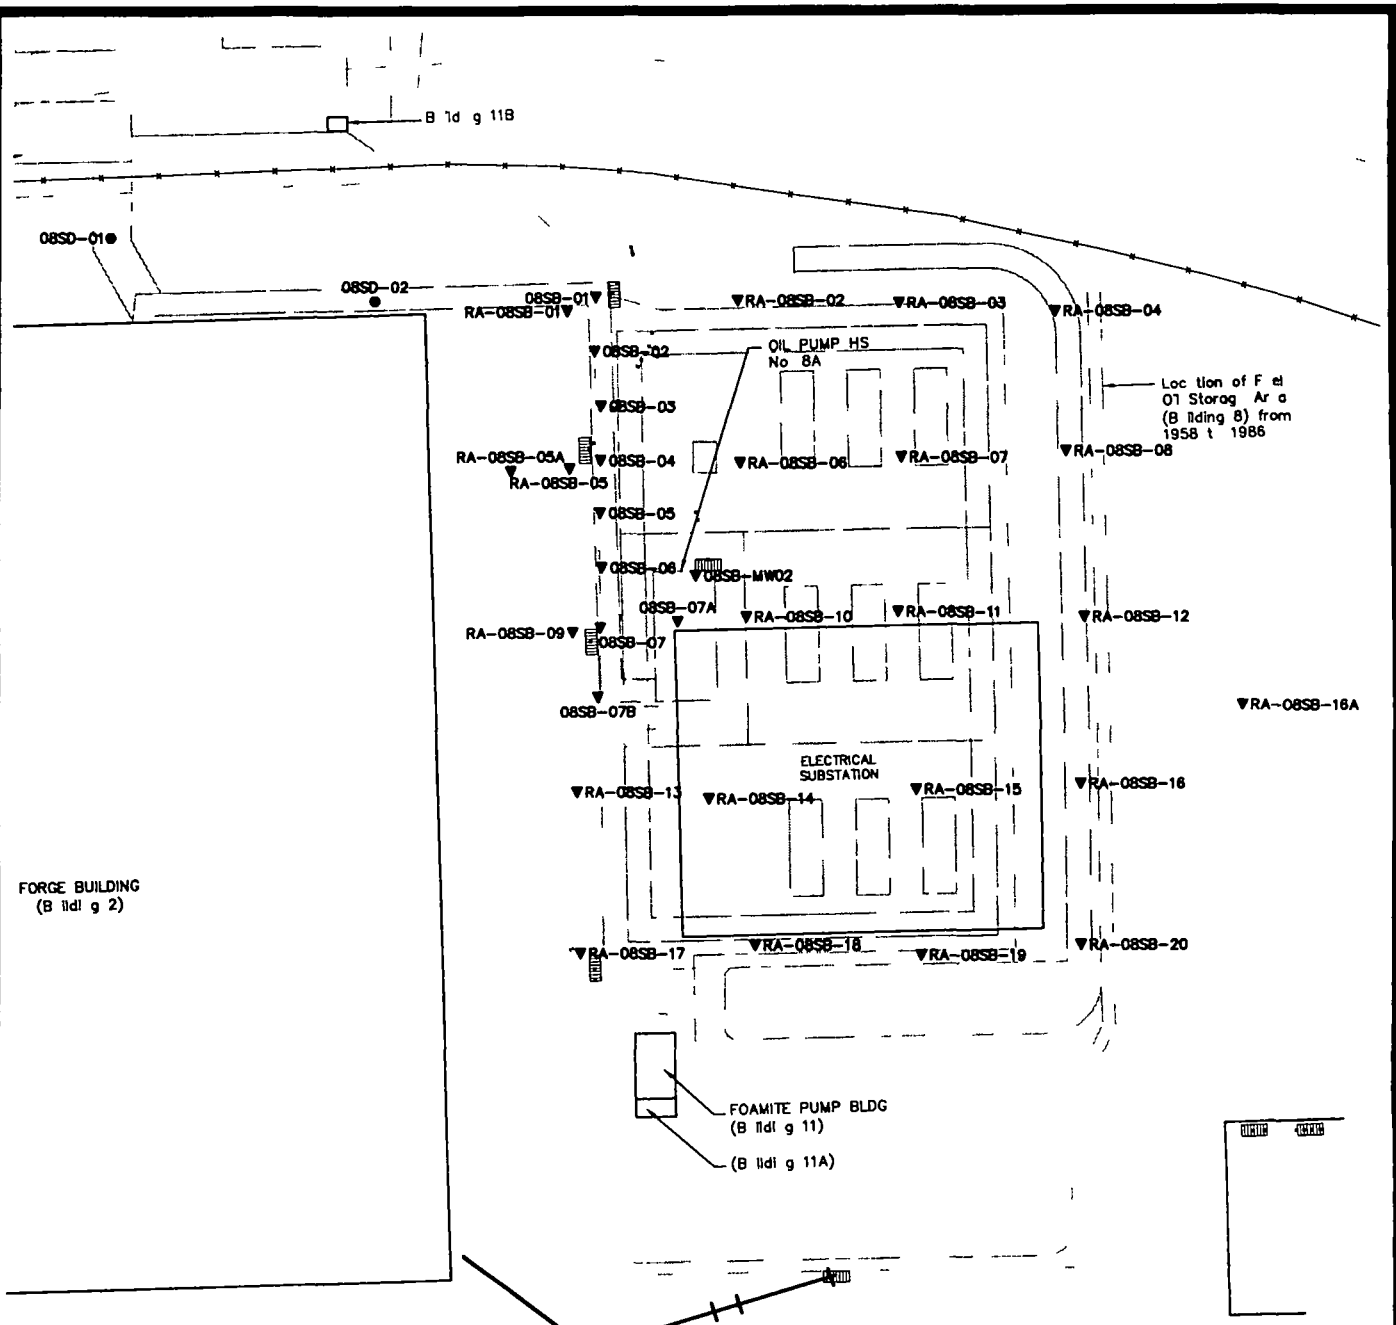 B ld g 11B
08SD-01
08SD-02
08SB-01
RA-08SB-01
RA-08SB-02
RA-08SB-03
RA-08SB-04
08SB-02
OIL PUMP HS
No 8A
Loc tion of F el
Oil Storag Ar a
(B ilding 8) from
1958 t 1986
08SB-03
RA-08SB-05A
08SB-04
RA-08SB-06
RA-08SB-07
RA-08SB-08
RA-08SB-05
08SB-05
08SB-06
08SB-MW02
08SB-07A
RA-08SB-10
RA-08SB-11
RA-08SB-12
RA-08SB-09
08SB-07
08SB-07B
RA-08SB-16A
ELECTRICAL
SUBSTATION
RA-08SB-13
RA-08SB-14
RA-08SB-15
RA-08SB-16
FORGE BUILDING
(B ildi g 2)
RA-08SB-17
RA-08SB-18
RA-08SB-19
RA-08SB-20
FOAMITE PUMP BLDG
(B ildi g 11)
(B ildi g 11A)